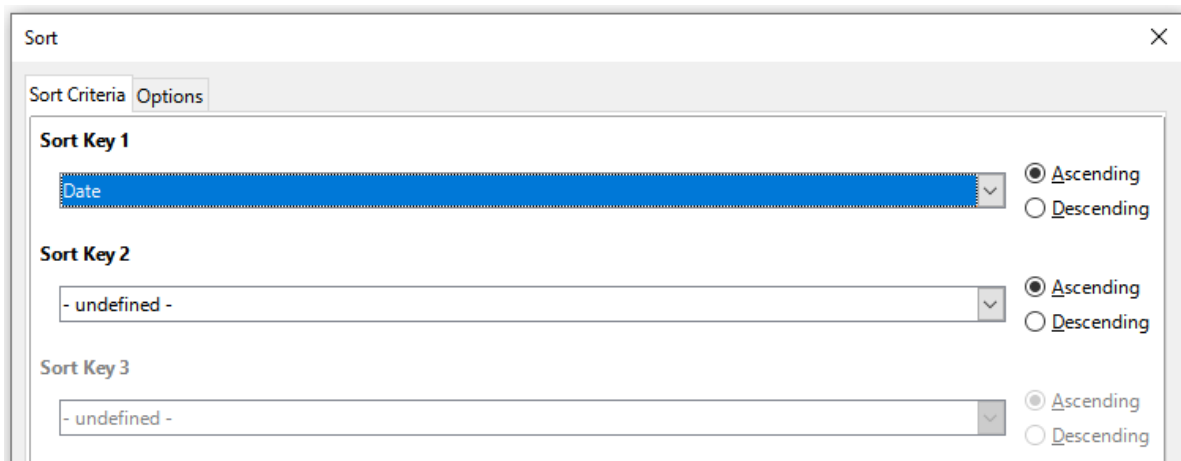 Sort
Sort Criteria Options
Sort Key 1
Date
Ascending
Descending
Sort Key 2
- undefined -
Ascending
Descending
Sort Key 3
- undefined -
Ascending
Descending